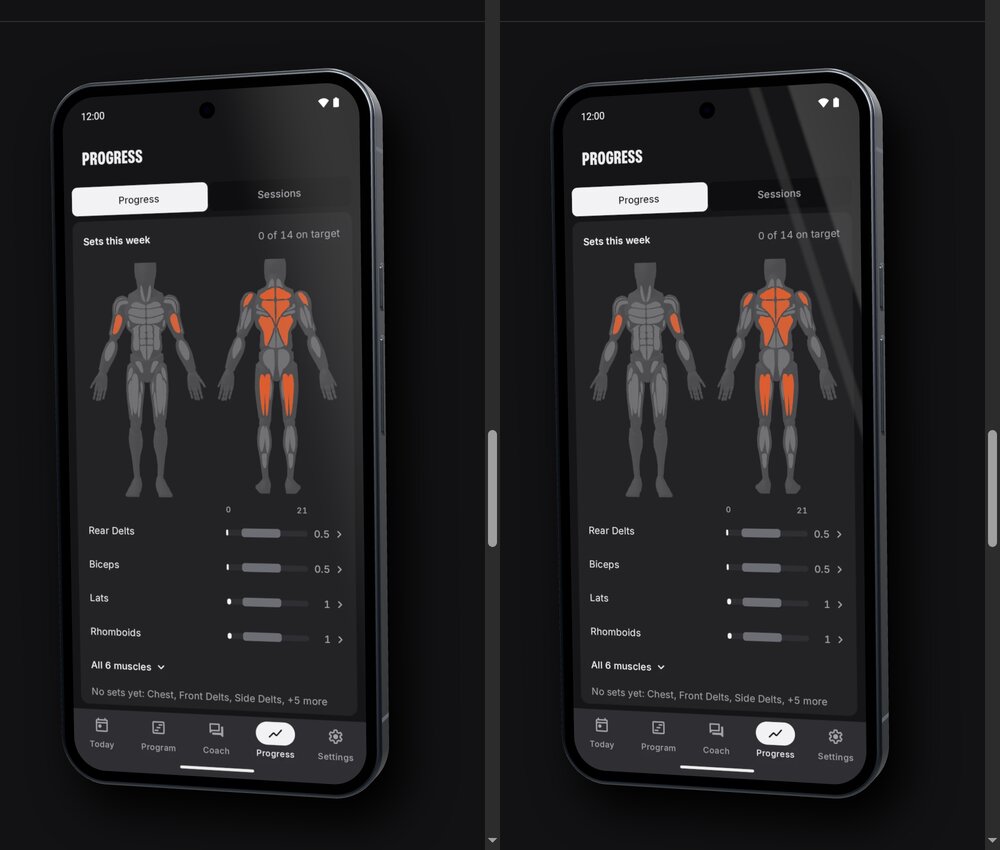 12:00
PROGRESS
Progress Sessions
Sets this week 0 of 14 on target
0 21
Rear Delts 0.5
Biceps 0.5
Lats 1
Rhomboids 1
All 6 muscles
No sets yet: Chest, Front Delts, Side Delts, +5 more
Today Program Coach Progress Settings
12:00
PROGRESS
Progress Sessions
Sets this week 0 of 14 on target
0 21
Rear Delts 0.5
Biceps 0.5
Lats 1
Rhomboids 1
All 6 muscles
No sets yet: Chest, Front Delts, Side Delts, +5 more
Today Program Coach Progress Settings